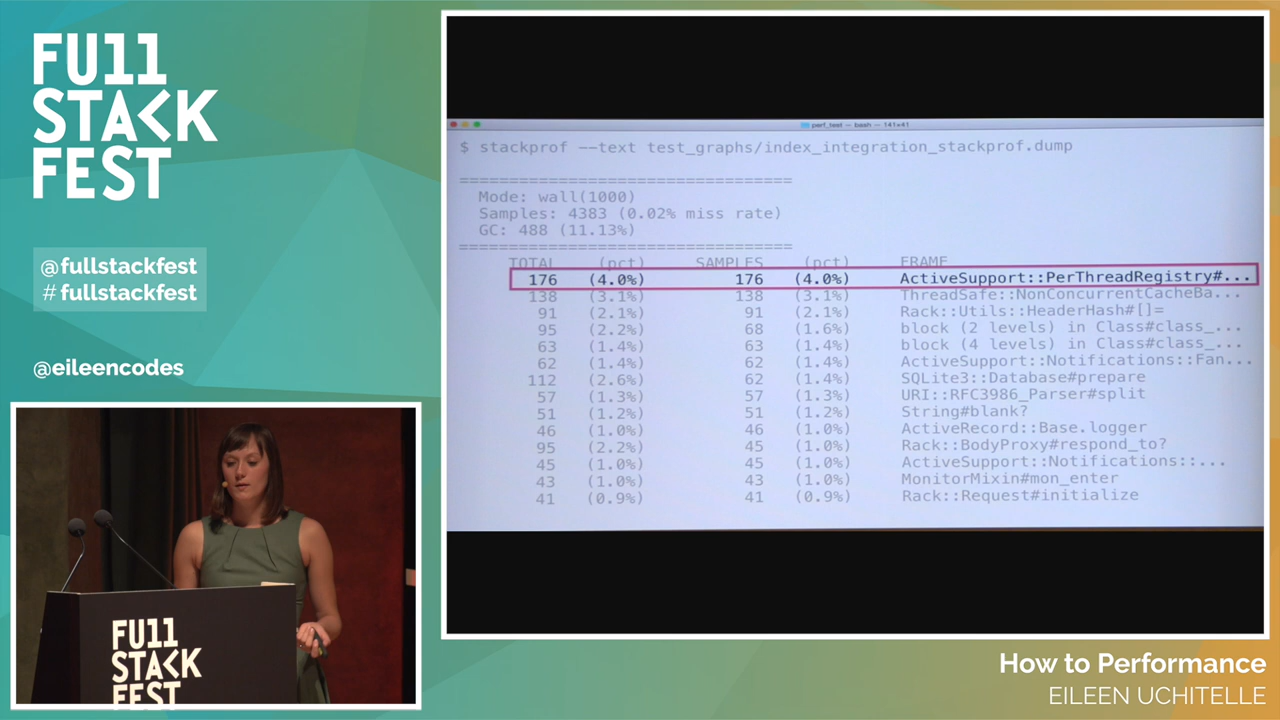 FU11
STACK
FEST
@fullstackfest
# fullstackfest
@eileencodes
FU11
STACK
FEST
perf_test — bash — 141×41
$ stackprof --text test_graphs/index_integration_stackprof.dump
================================
Mode: wall(1000)
Samples: 4383 (0.02% miss rate)
GC: 488 (11.13%)
================================
TOTAL (pct) SAMPLES (pct) FRAME
176 (4.0%) 176 (4.0%) ActiveSupport::PerThreadRegistry#...
138 (3.1%) 138 (3.1%) ThreadSafe::NonConcurrentCacheBa...
91 (2.1%) 91 (2.1%) Rack::Utils::HeaderHash#[]=
95 (2.2%) 68 (1.6%) block (2 levels) in Class#class_...
63 (1.4%) 63 (1.4%) block (4 levels) in Class#class_...
62 (1.4%) 62 (1.4%) ActiveSupport::Notifications::Fan...
112 (2.6%) 62 (1.4%) SQLite3::Database#prepare
57 (1.3%) 57 (1.3%) URI::RFC3986_Parser#split
51 (1.2%) 51 (1.2%) String#blank?
46 (1.0%) 46 (1.0%) ActiveRecord::Base.logger
95 (2.2%) 45 (1.0%) Rack::BodyProxy#respond_to?
45 (1.0%) 45 (1.0%) ActiveSupport::Notifications::...
43 (1.0%) 43 (1.0%) MonitorMixin#mon_enter
41 (0.9%) 41 (0.9%) Rack::Request#initialize
How to Performance
EILEEN UCHITELLE